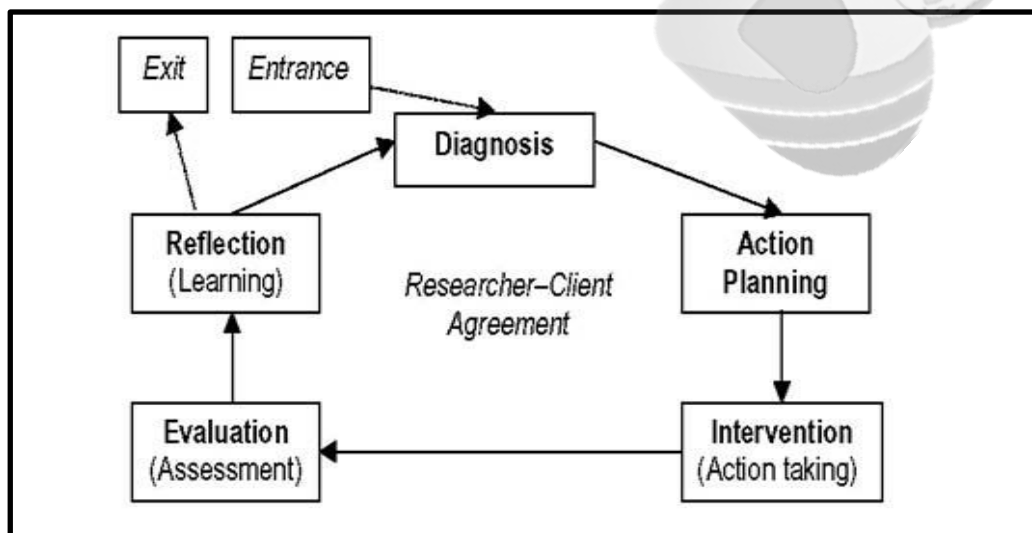 Exit
Entrance
Diagnosis
Action
Planning
Intervention
(Action taking)
Evaluation
(Assessment)
Reflection
(Learning)
Researcher–Client
Agreement